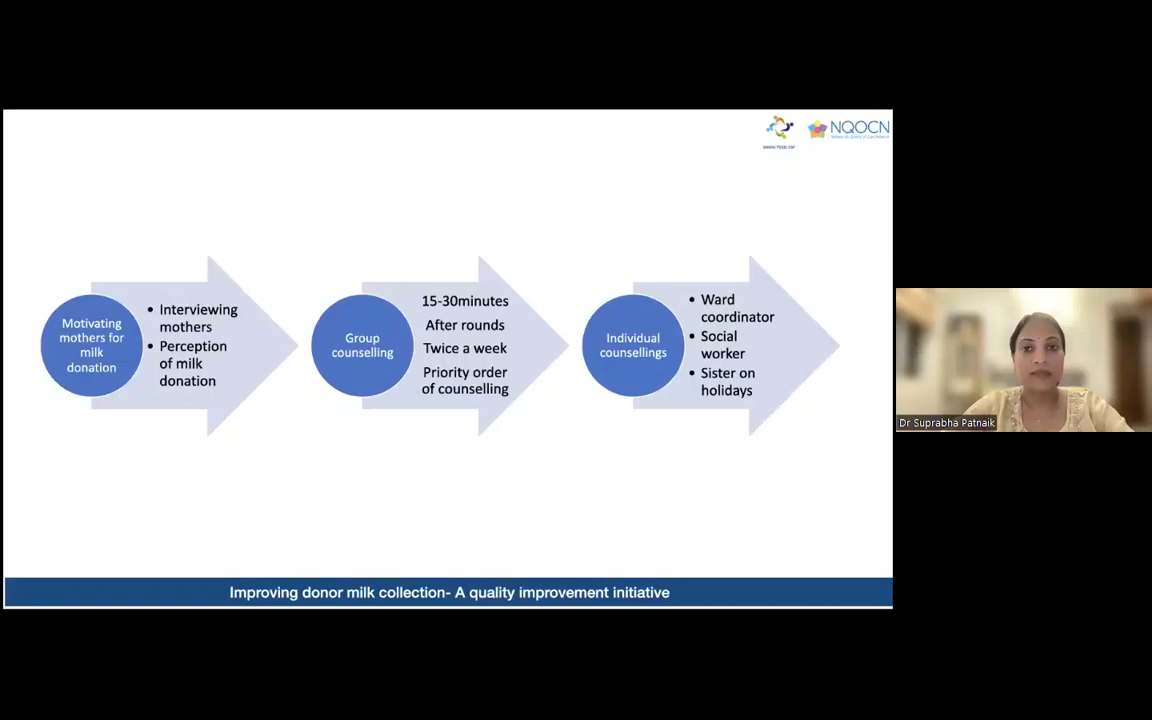 NQOCN
Motivating
mothers for
milk
donation
• Interviewing
mothers
• Perception
of milk
donation
Group
counselling
15-30minutes
After rounds
Twice a week
Priority order
of counselling
Individual
counsellings
• Ward
coordinator
• Social
worker
• Sister on
holidays
Dr Suprabha Patnaik
Improving donor milk collection- A quality improvement initiative